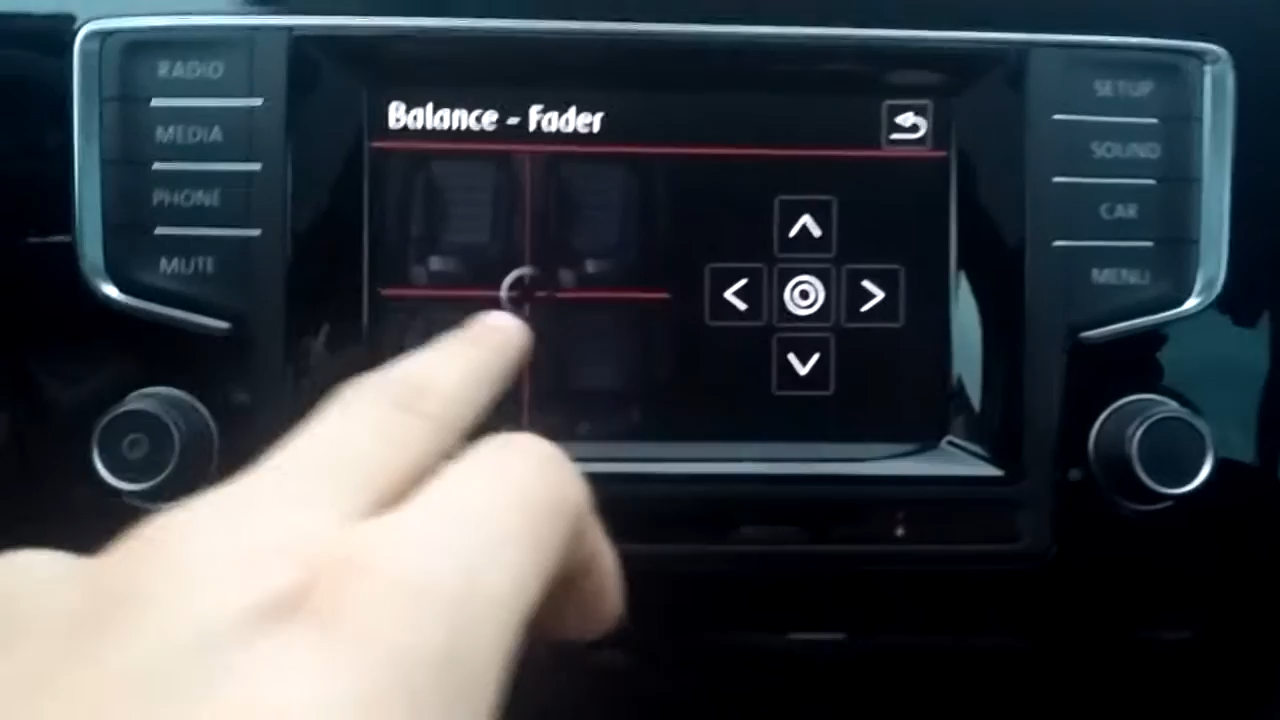 RADIO
MEDIA
PHONE
MUTE
Balance - Fader
SETUP
SOUND
CAR
MENU